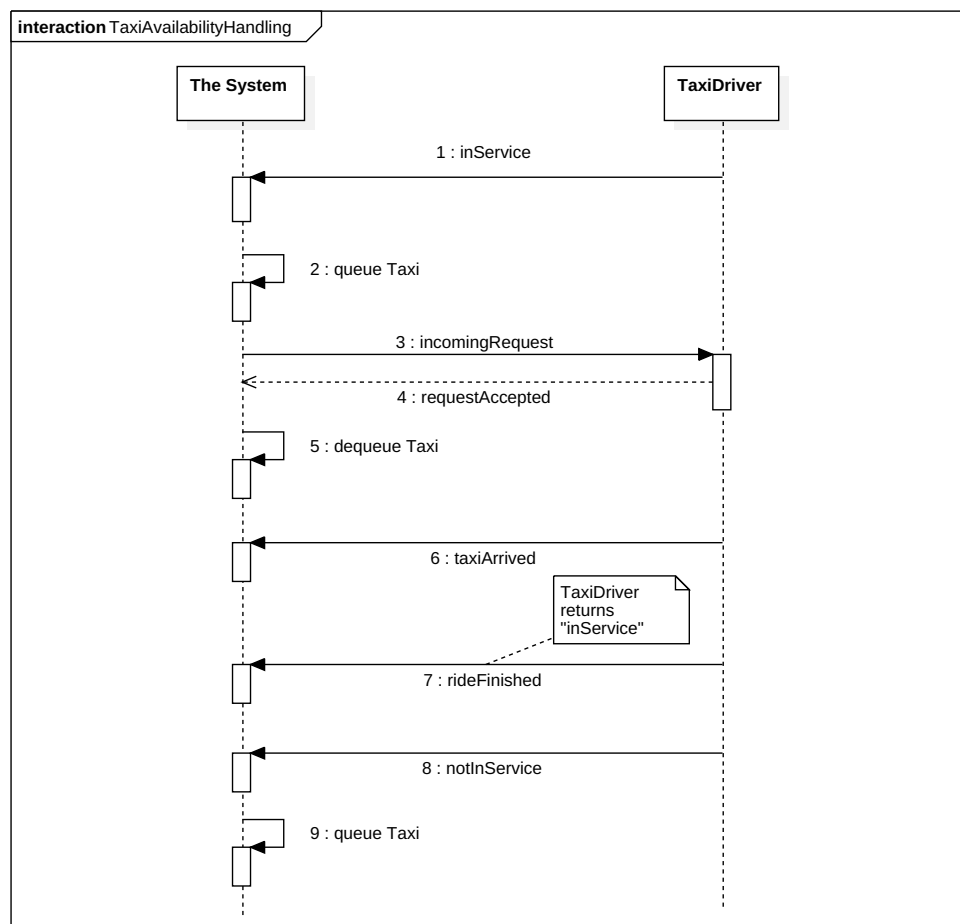 interaction TaxiAvailabilityHandling
The System
TaxiDriver
1 : inService
2 : queue Taxi
3 : incomingRequest
4 : requestAccepted
5 : dequeue Taxi
6 : taxiArrived
TaxiDriver
returns
"inService"
7 : rideFinished
8 : notInService
9 : queue Taxi